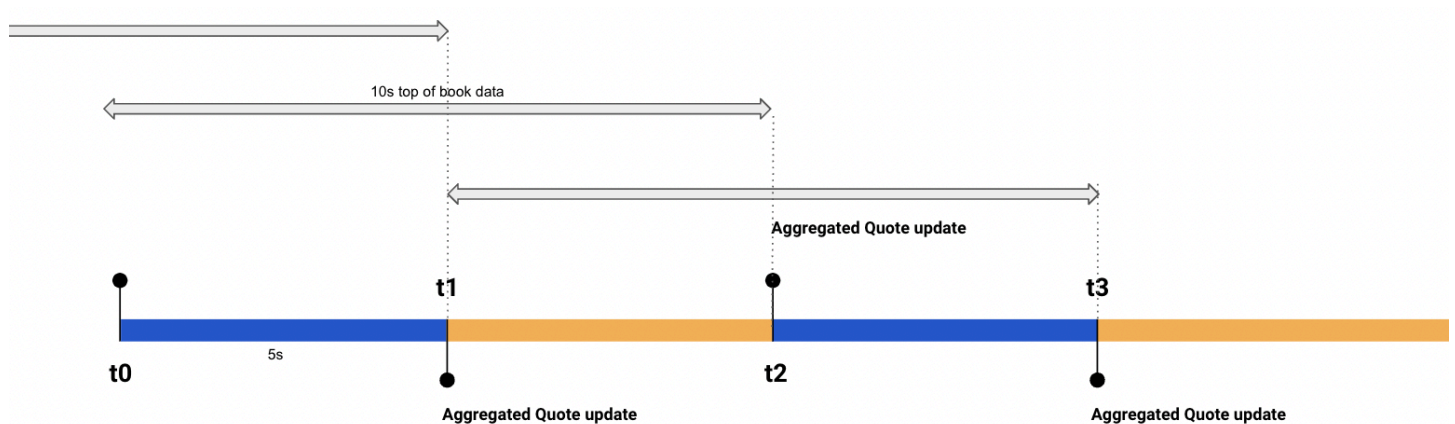 10s top of book data
Aggregated Quote update
t1
t3
5s
t0
t2
Aggregated Quote update
Aggregated Quote update